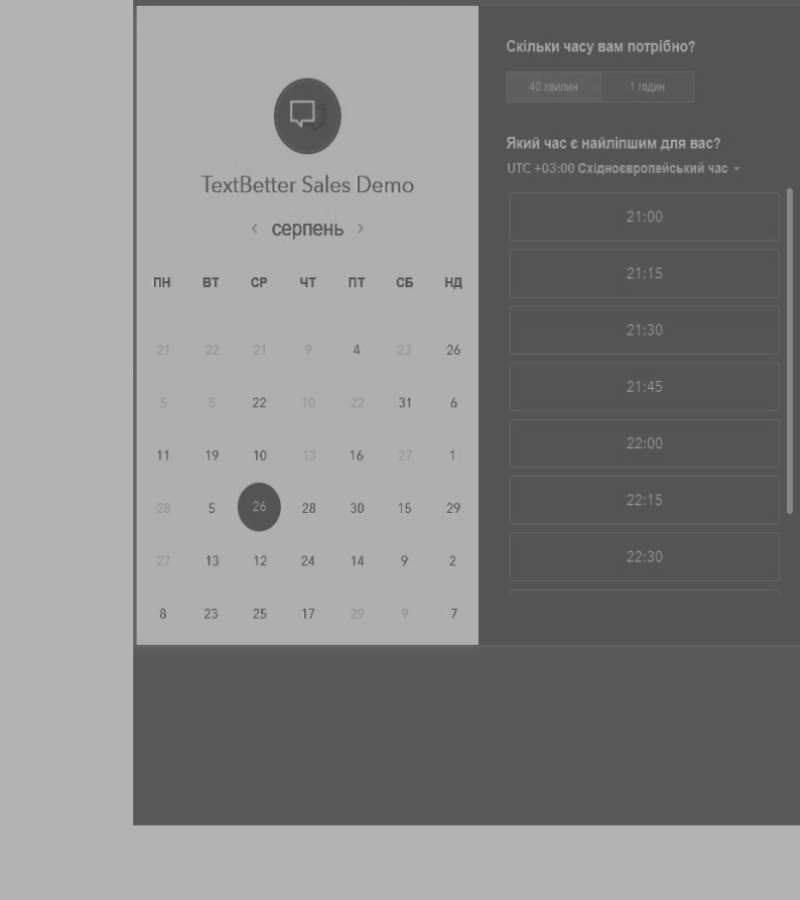 TextBetter Sales Demo
‹ серпень ›
ПН ВТ СР ЧТ ПТ СБ НД
21 22 21 9 4 23 26
5 5 22 10 22 31 6
11 19 10 13 16 27 1
28 5 26 28 30 15 29
27 13 12 24 14 9 2
8 23 25 17 29 9 7
Скільки часу вам потрібно?
40 хвилин 1 годин
Який час є найліпшим для вас?
UTC +03:00 Східноєвропейський час
21:00
21:15
21:30
21:45
22:00
22:15
22:30